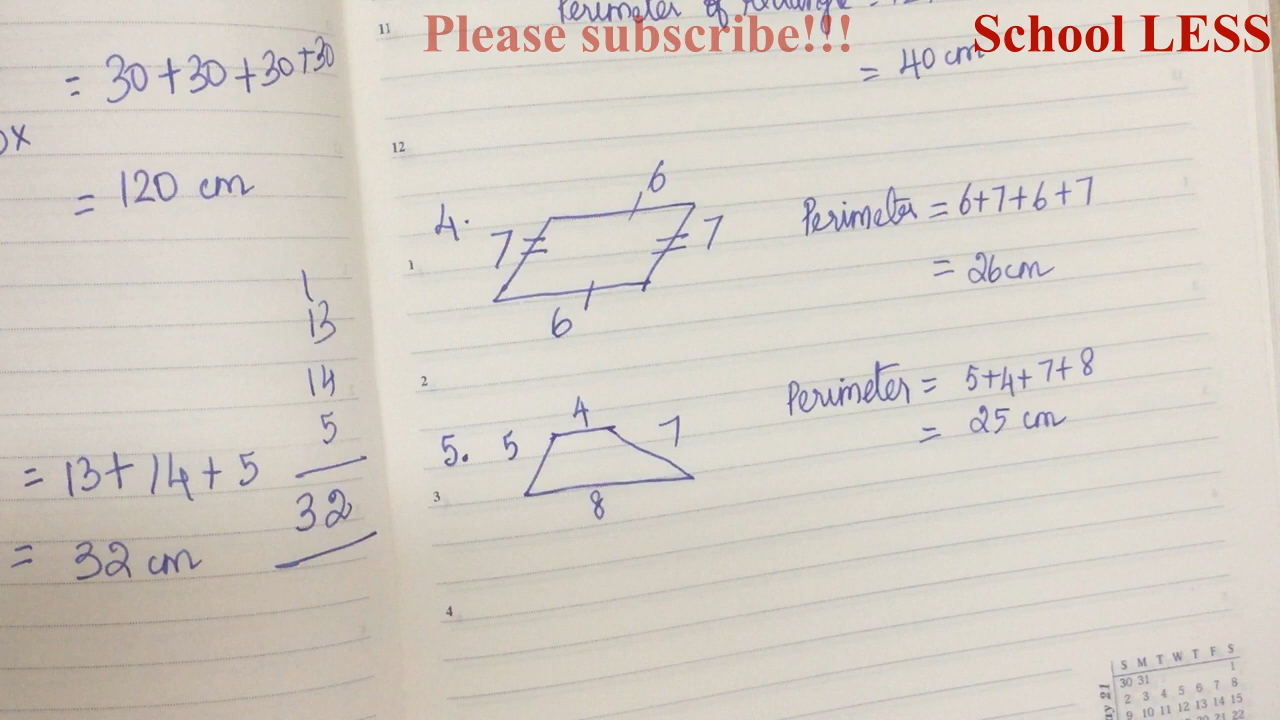 Please subscribe!!!
School LESS
= 30+30+30+30
= 120 cm
1
13
14
5
32
= 13+14+5
= 32 cm
11
Perimeter of rectangle =
= 40 cm
12
4.
6
7
7
6
Perimeter = 6+7+6+7
= 26cm
1
2
5.
4
5
7
8
Perimeter = 5+4+7+8
= 25 cm
3
4
S M T W T F S
30 31 1
2 3 4 5 6 7 8
9 10 11 12 13 14 15